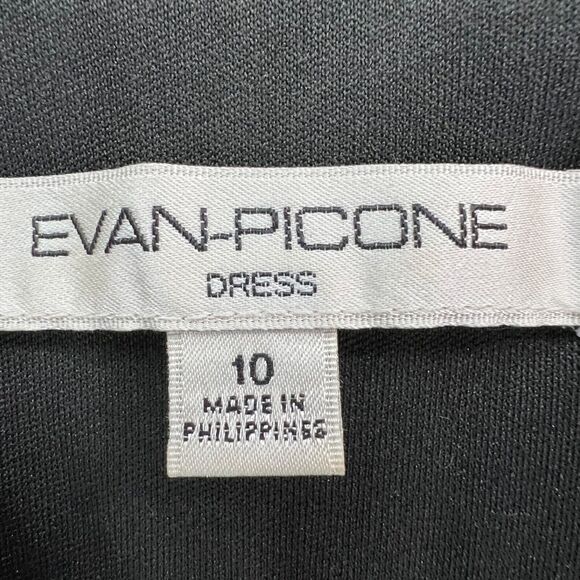 EVAN-PICONE
DRESS
10
MADE IN
PHILIPPINES